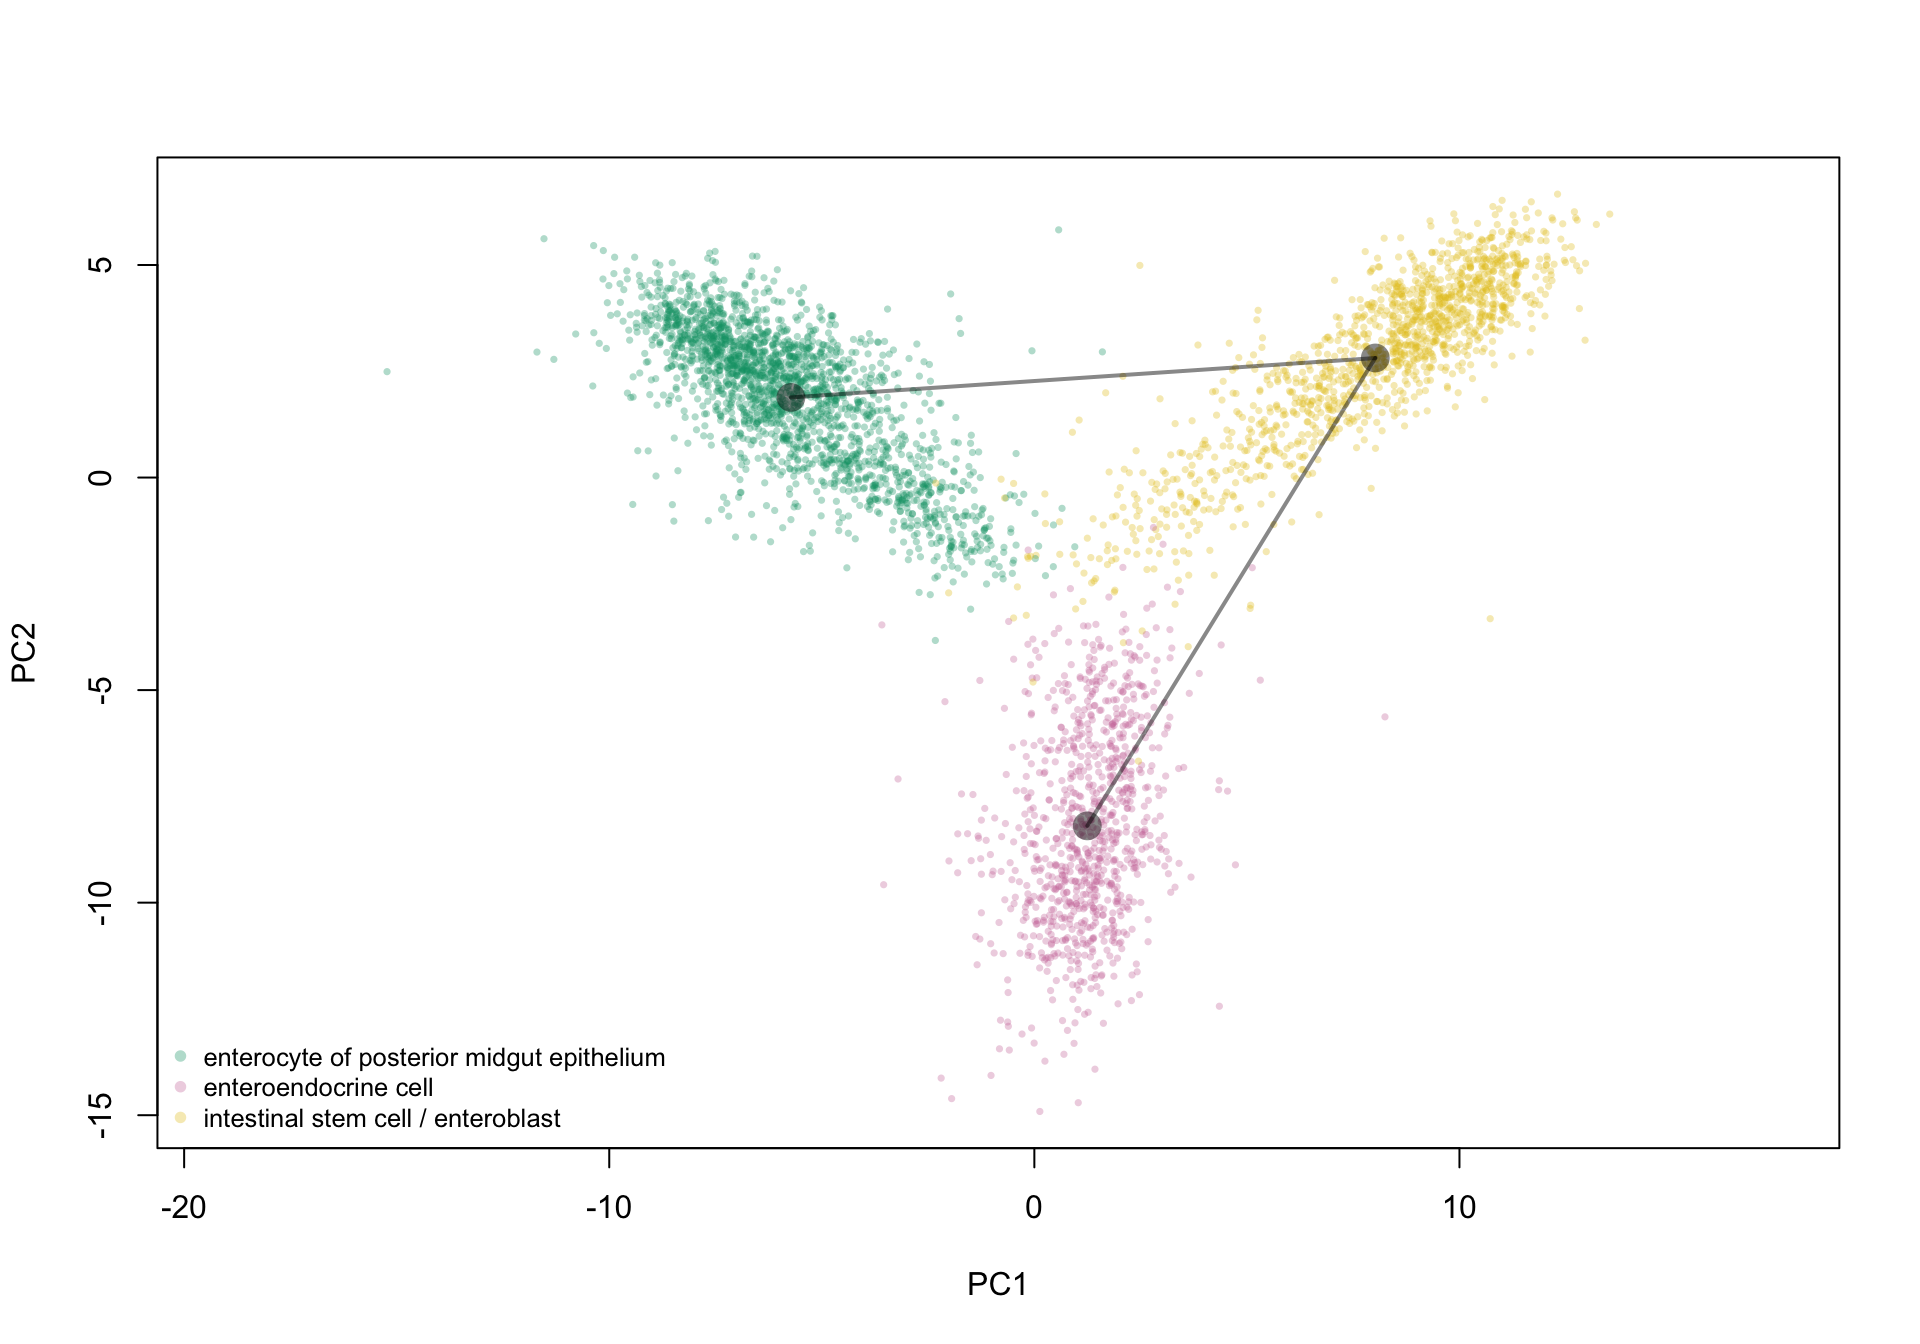 5
0
-5
-10
-15
PC2
enterocyte of posterior midgut epithelium
enteroendocrine cell
intestinal stem cell / enteroblast
-20 -10 0 10
PC1